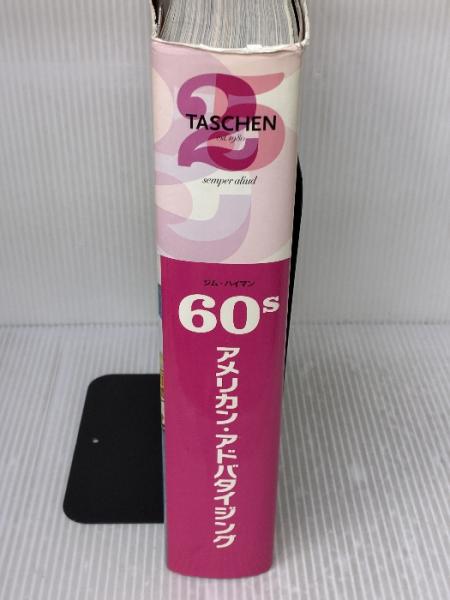 25
TASCHEN
est. 1980
semper aliud
ジム・ハイマン
60s
アメリカン・アドバタイジング